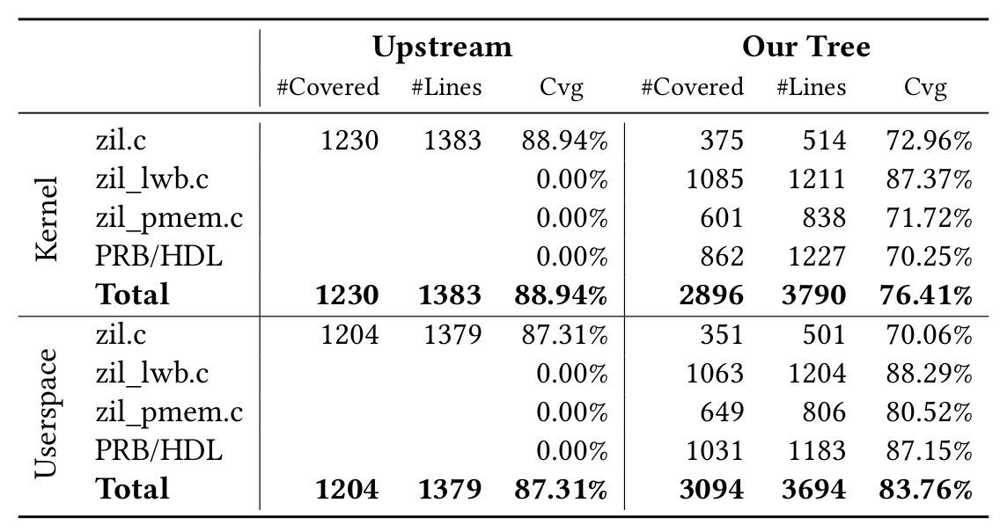 Upstream Our Tree
#Covered #Lines Cvg #Covered #Lines Cvg
Kernel
zil.c 1230 1383 88.94% 375 514 72.96%
zil_lwb.c 0.00% 1085 1211 87.37%
zil_pmem.c 0.00% 601 838 71.72%
PRB/HDL 0.00% 862 1227 70.25%
Total 1230 1383 88.94% 2896 3790 76.41%
Userspace
zil.c 1204 1379 87.31% 351 501 70.06%
zil_lwb.c 0.00% 1063 1204 88.29%
zil_pmem.c 0.00% 649 806 80.52%
PRB/HDL 0.00% 1031 1183 87.15%
Total 1204 1379 87.31% 3094 3694 83.76%